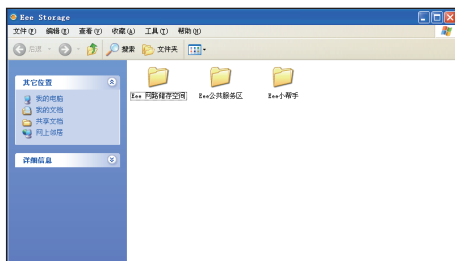 Eee Storage
文件(F) 编辑(E) 查看(V) 收藏(A) 工具(T) 帮助(H)
后退 搜索 文件夹
其它位置
我的电脑
我的文档
共享文档
网上邻居
详细信息
Eee 网路储存空间 Eee公共服务区 Eee小帮手